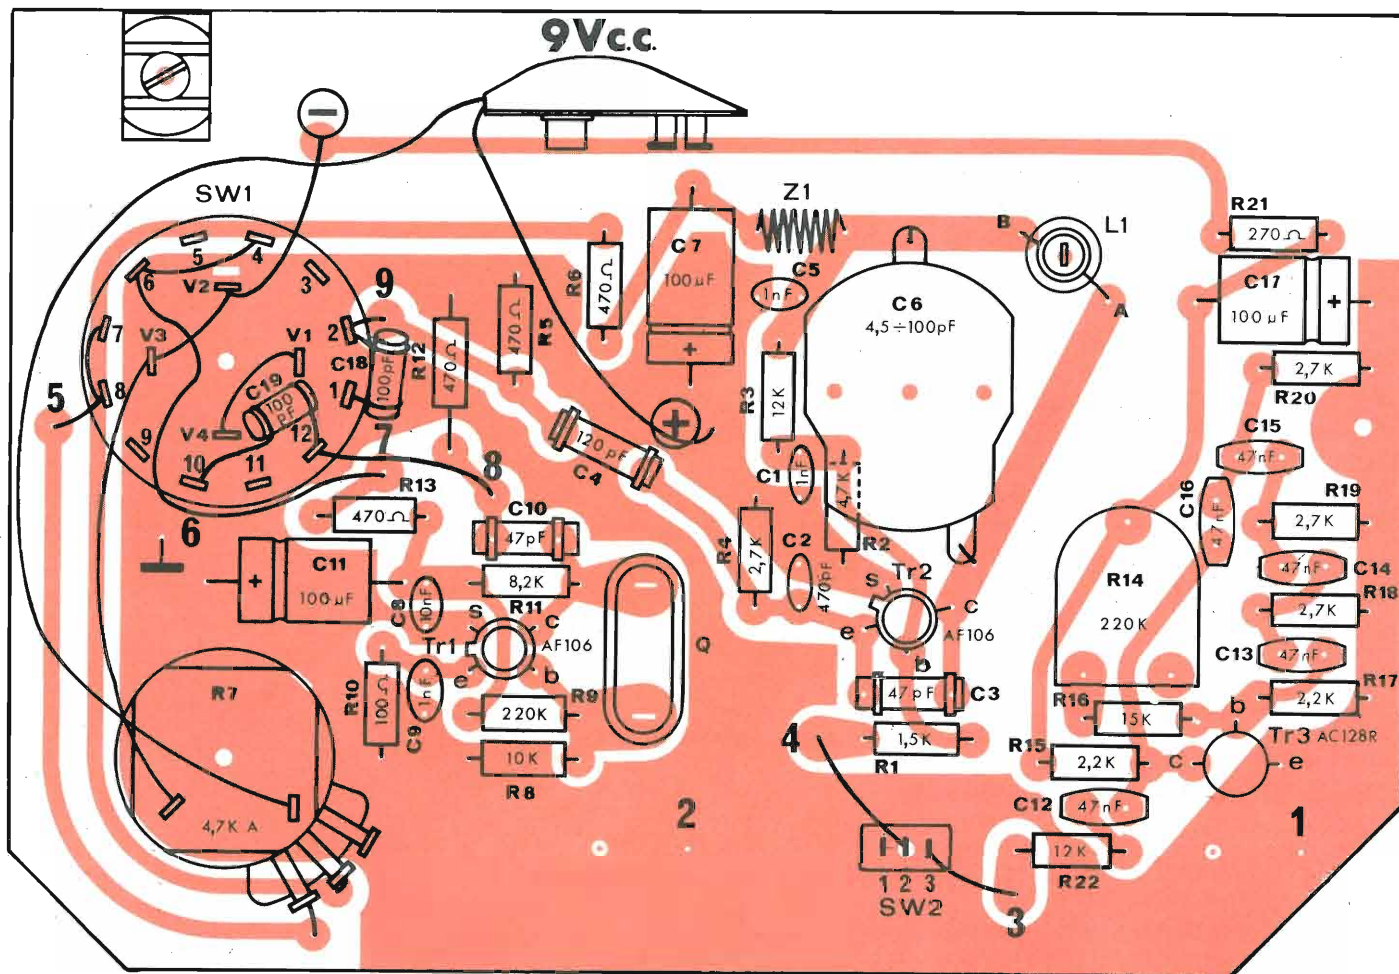 9Vc.c.
−
SW1
Z1
B
L1
A
R21
270Ω
5
4
6
3
V2
9
R6
470Ω
C7
100µF
+
C5
1nF
C6
4,5÷100pF
C17
100µF
+
7
V3
V1
2
C18
100pF
R12
470Ω
R5
470Ω
R3
12K
2,7K
R20
5
8
C19
100
PF
1
V4
12
9
10
11
7
8
120pF
C4
+
C1
1nF
4,7K
R2
C15
47nF
C16
47nF
R19
2,7K
6
R13
470Ω
C10
47pF
R4
2,7K
C2
470pF
C14
47nF
+
C11
100µF
C8
10nF
8,2K
R11
s
c
Tr1
AF106
e
b
Q
s
Tr2
c
e
AF106
b
R14
220K
R18
2,7K
C13
47nF
R7
4,7K A
R10
100Ω
C9
1nF
R9
220K
10K
R8
47pF
C3
4
1,5K
R1
R16
15K
R17
2,2K
b
Tr3 AC128R
c
e
R15
2,2K
C12
47nF
2
1
1 2 3
SW2
12K
R22
3